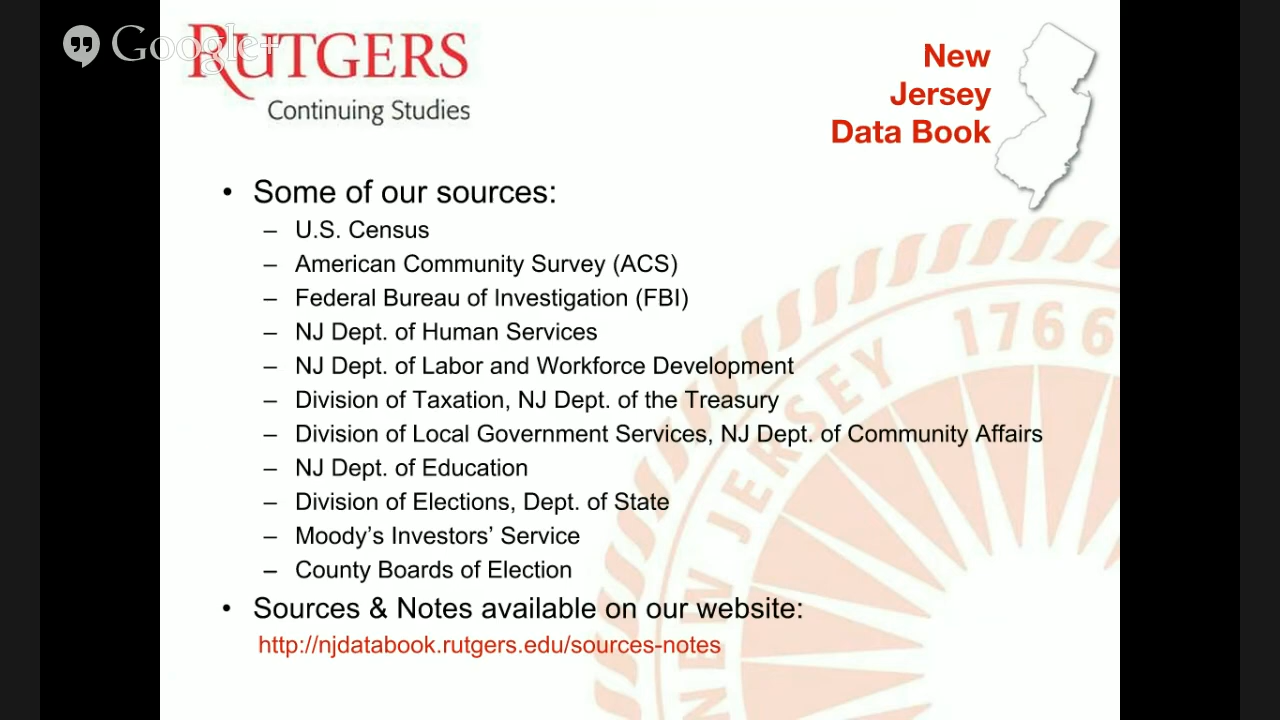 Google+
RUTGERS
Continuing Studies
New
Jersey
Data Book
• Some of our sources:
– U.S. Census
– American Community Survey (ACS)
– Federal Bureau of Investigation (FBI)
– NJ Dept. of Human Services
– NJ Dept. of Labor and Workforce Development
– Division of Taxation, NJ Dept. of the Treasury
– Division of Local Government Services, NJ Dept. of Community Affairs
– NJ Dept. of Education
– Division of Elections, Dept. of State
– Moody’s Investors’ Service
– County Boards of Election
• Sources & Notes available on our website:
http://njdatabook.rutgers.edu/sources-notes
NEW JERSEY 1766